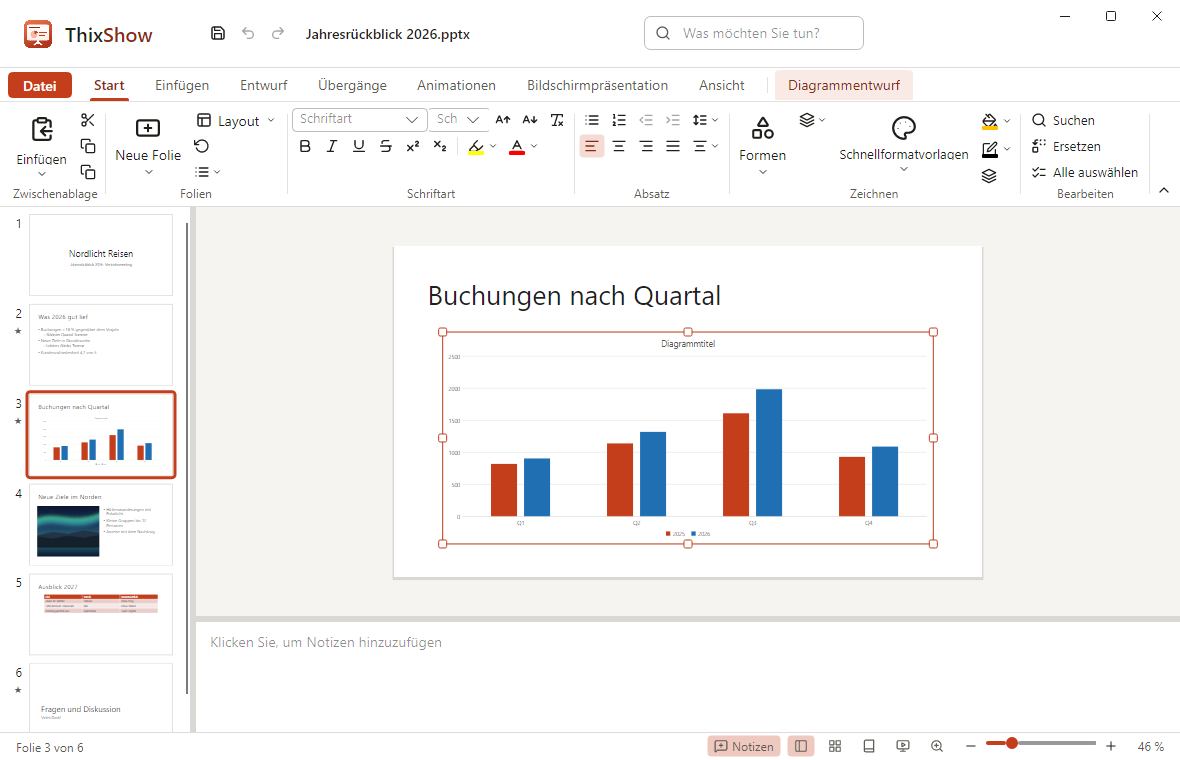 ThixShow
Jahresrückblick 2026.pptx
Was möchten Sie tun?
Datei
Start
Einfügen
Entwurf
Übergänge
Animationen
Bildschirmpräsentation
Ansicht
Diagrammentwurf
Einfügen
Zwischenablage
Neue Folie
Layout
Folien
Schriftart
Sch
Schriftart
Absatz
Formen
Schnellformatvorlagen
Zeichnen
Suchen
Ersetzen
Alle auswählen
Bearbeiten
1
Nordlicht Reisen
2
Was 2026 gut lief
3
Buchungen nach Quartal
4
Neue Ziele im Norden
5
Ausblick 2027
6
Fragen und Diskussion
Vielen Dank!
Buchungen nach Quartal
Diagrammtitel
2500
2000
1500
1000
500
0
Q1
Q2
Q3
Q4
2025
2026
Klicken Sie, um Notizen hinzuzufügen
Folie 3 von 6
Notizen
46 %